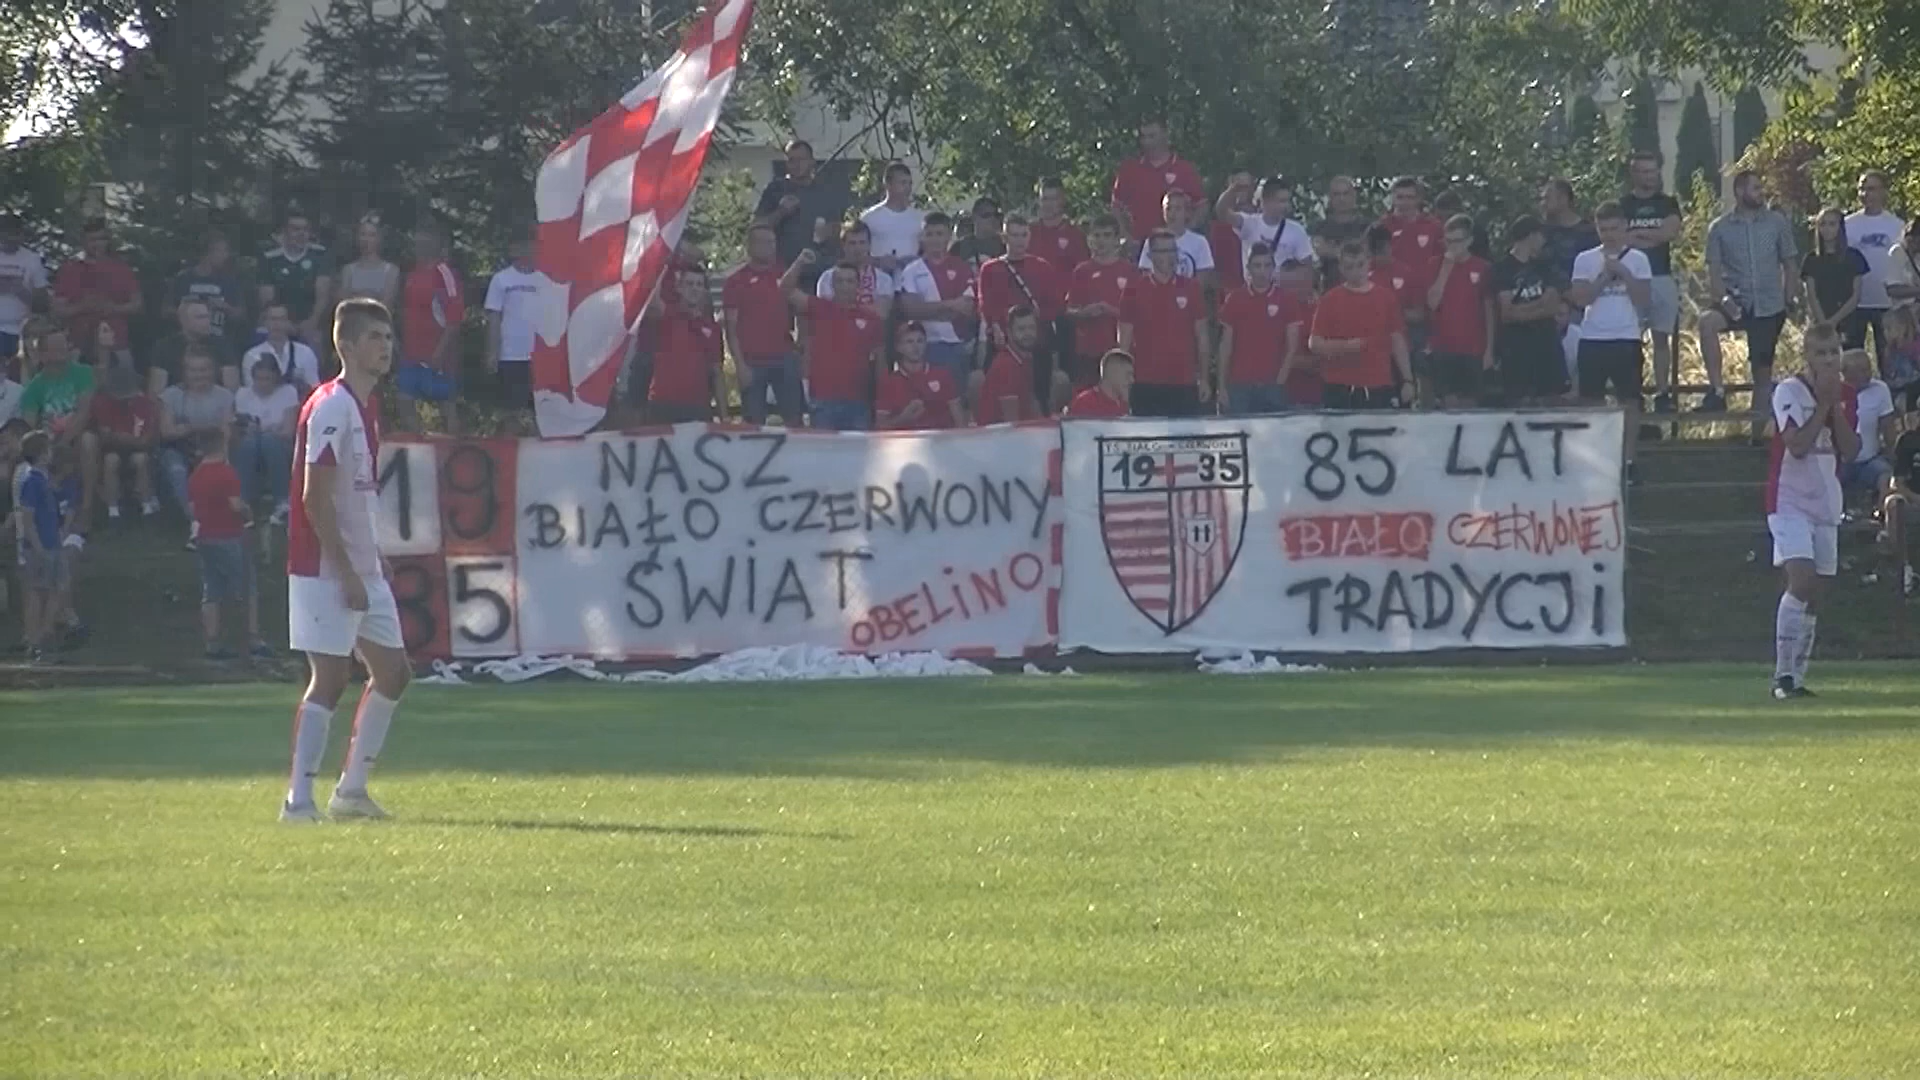 19
35
NASZ
BIAŁO CZERWONY
ŚWIAT
OBELINO
19 35
85 LAT
BIAŁO CZERWONEJ
TRADYCJI